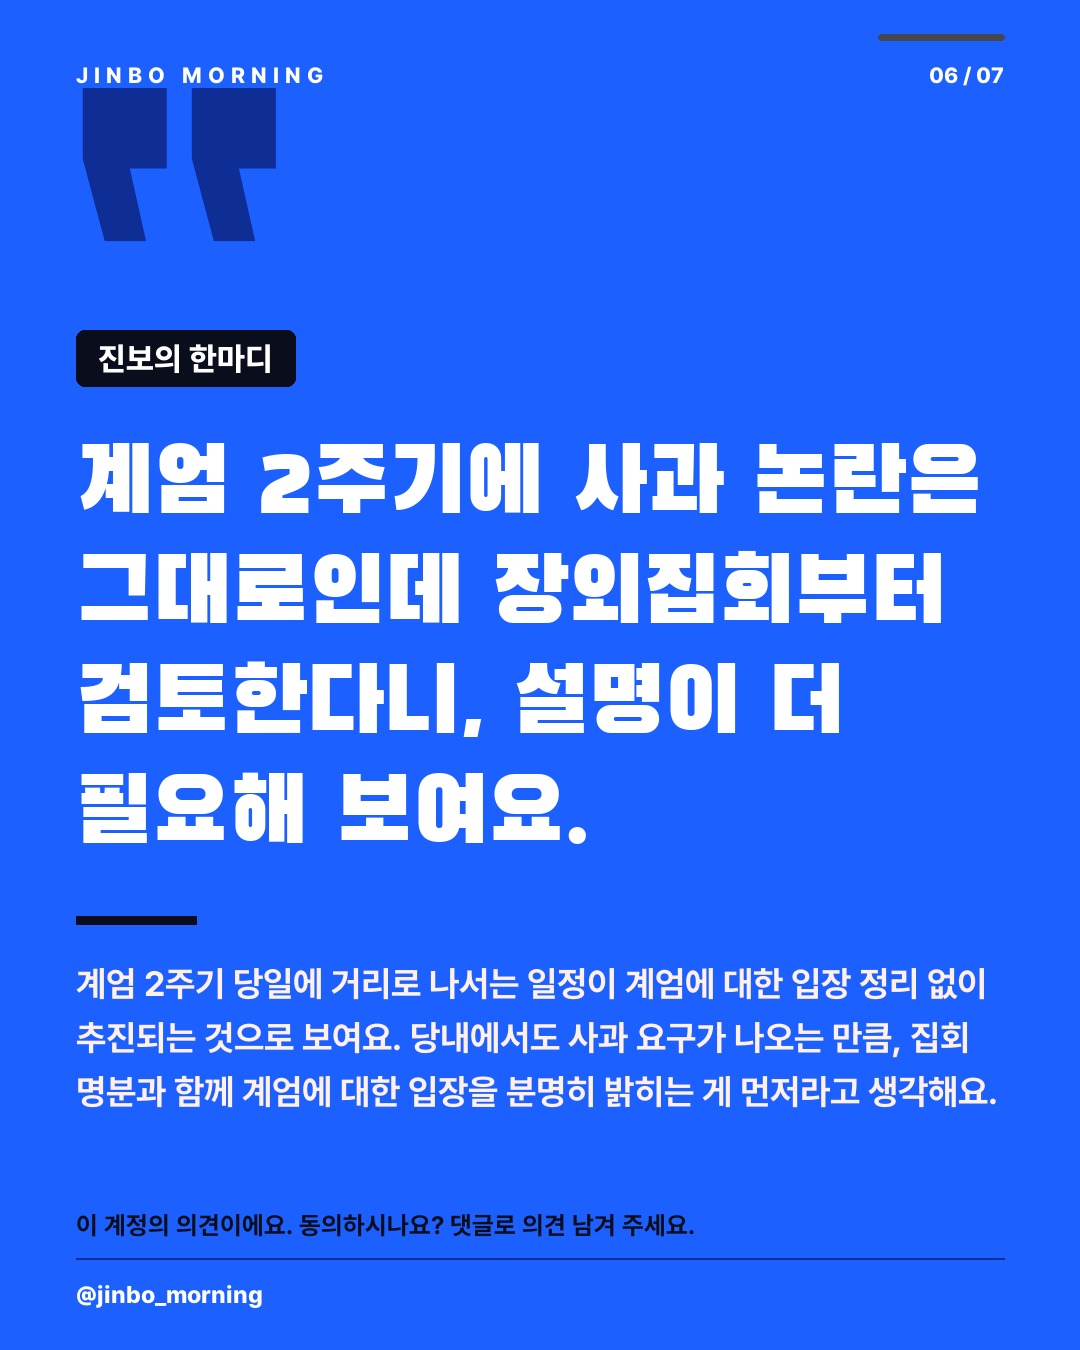 JINBO MORNING
06 / 07
진보의 한마디
계엄 2주기에 사과 논란은
그대로인데 장외집회부터
검토한다니, 설명이 더
필요해 보여요.
계엄 2주기 당일에 거리로 나서는 일정이 계엄에 대한 입장 정리 없이
추진되는 것으로 보여요. 당내에서도 사과 요구가 나오는 만큼, 집회
명분과 함께 계엄에 대한 입장을 분명히 밝히는 게 먼저라고 생각해요.
이 계정의 의견이에요. 동의하시나요? 댓글로 의견 남겨 주세요.
@jinbo_morning